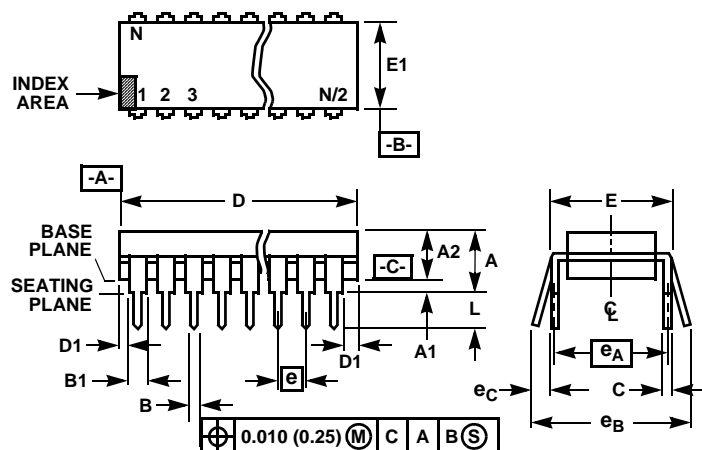 N
E1
INDEX
AREA
1 2 3 N/2
-B-
-A-
D
E
BASE
PLANE
A2
A
-C-
SEATING
PLANE
L
C L
D1
A1
D1
eA
B1
e
eC
C
B
eB
0.010 (0.25) M C A B S